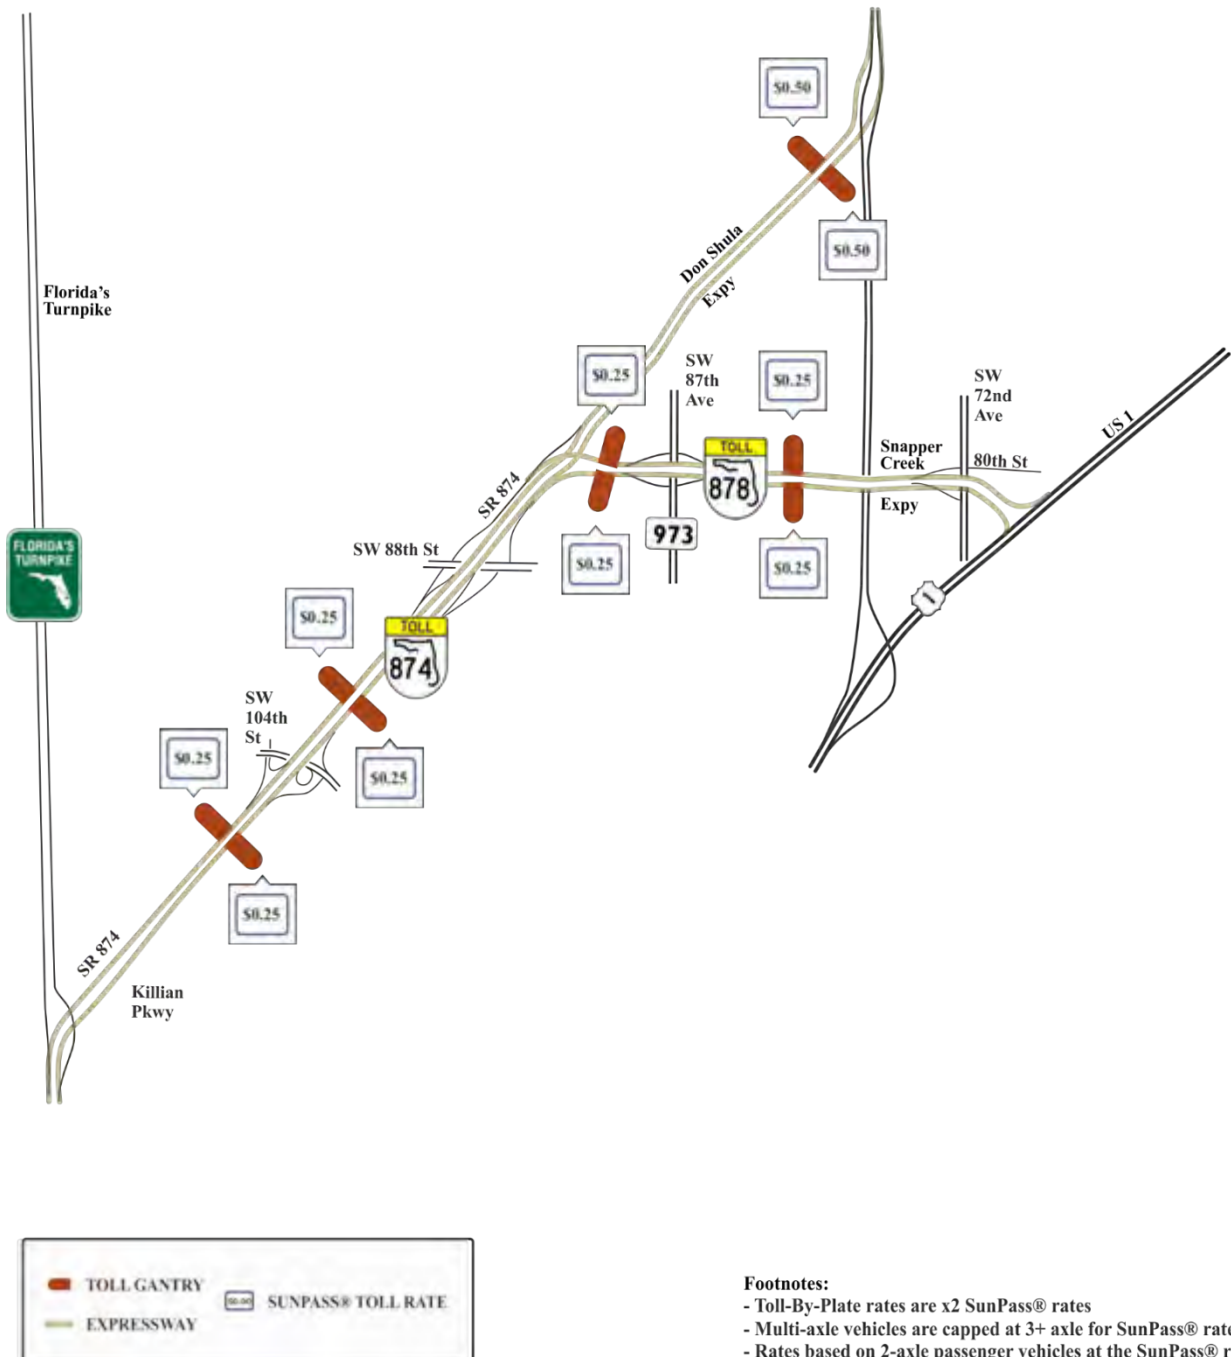 $0.50
$0.50
Don Shula
Expy
Florida's
Turnpike
$0.25
SW
87th
Ave
$0.25
SW
72nd
Ave
US 1
TOLL
878
Snapper
Creek
80th St
Expy
SR 874
973
SW 88th St
$0.25
$0.25
FLORIDA'S
TURNPIKE
1
$0.25
TOLL
874
SW
104th
St
$0.25
$0.25
$0.25
SR 874
Killian
Pkwy
TOLL GANTRY
EXPRESSWAY
$0.00
SUNPASS® TOLL RATE
Footnotes:
- Toll-By-Plate rates are x2 SunPass® rates
- Multi-axle vehicles are capped at 3+ axle for SunPass® rate
- Rates based on 2-axle passenger vehicles at the SunPass® r